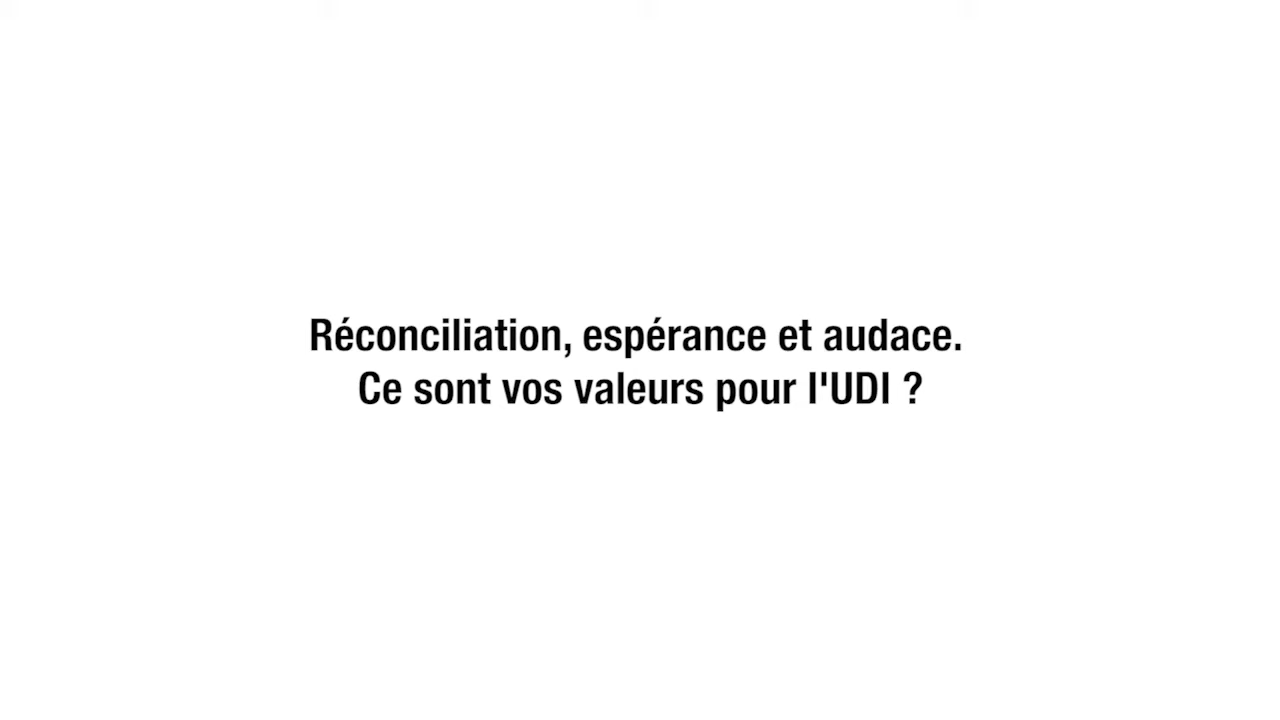 Réconciliation, espérance et audace.
Ce sont vos valeurs pour l'UDI ?